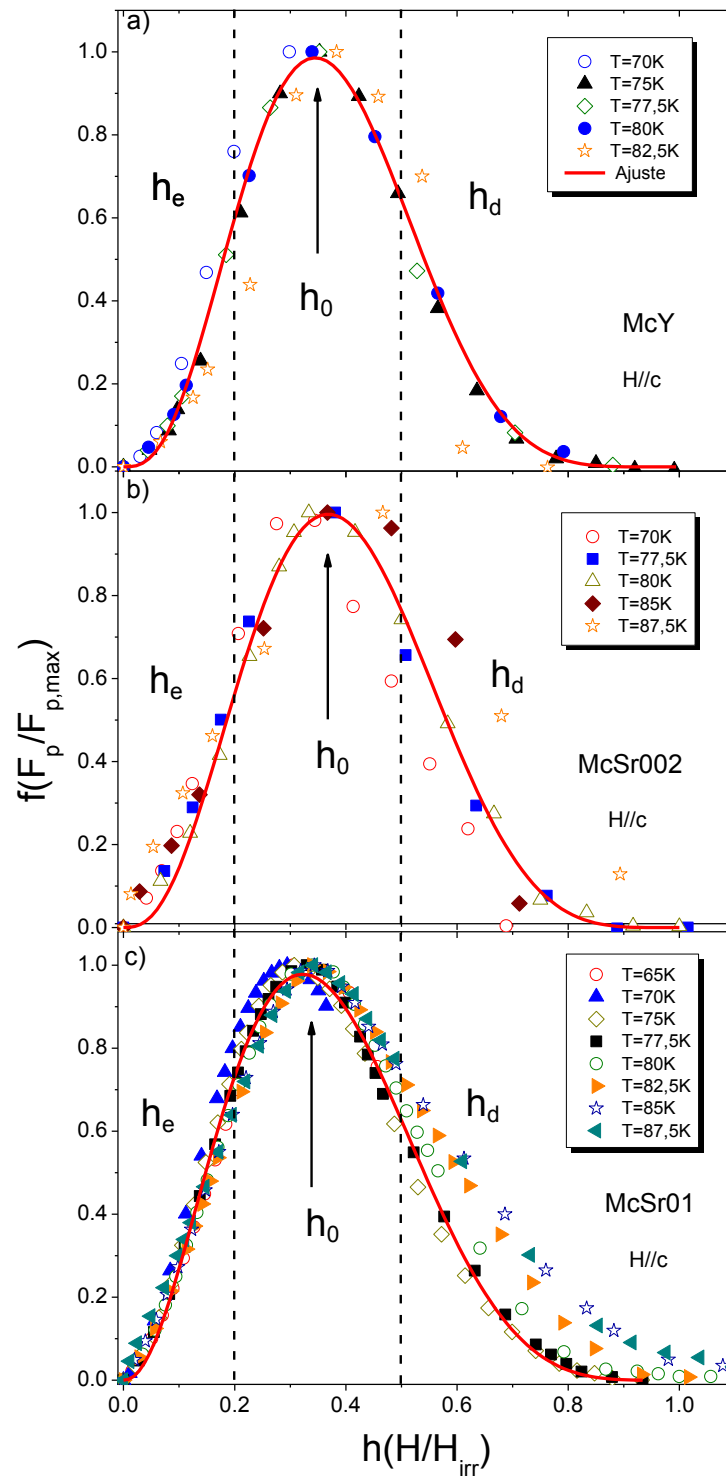 a)
1.0
0.8
0.6
0.4
0.2
0.0
h_e
h_0
h_d
T=70K
T=75K
T=77,5K
T=80K
T=82,5K
Ajuste
McY
H//c
b)
1.0
0.8
0.6
0.4
0.2
0.0
f(F_p/F_p,max)
h_e
h_0
h_d
T=70K
T=77,5K
T=80K
T=85K
T=87,5K
McSr002
H//c
c)
1.0
0.8
0.6
0.4
0.2
0.0
h_e
h_0
h_d
T=65K
T=70K
T=75K
T=77,5K
T=80K
T=82,5K
T=85K
T=87,5K
McSr01
H//c
0.0 0.2 0.4 0.6 0.8 1.0
h(H/H_irr)